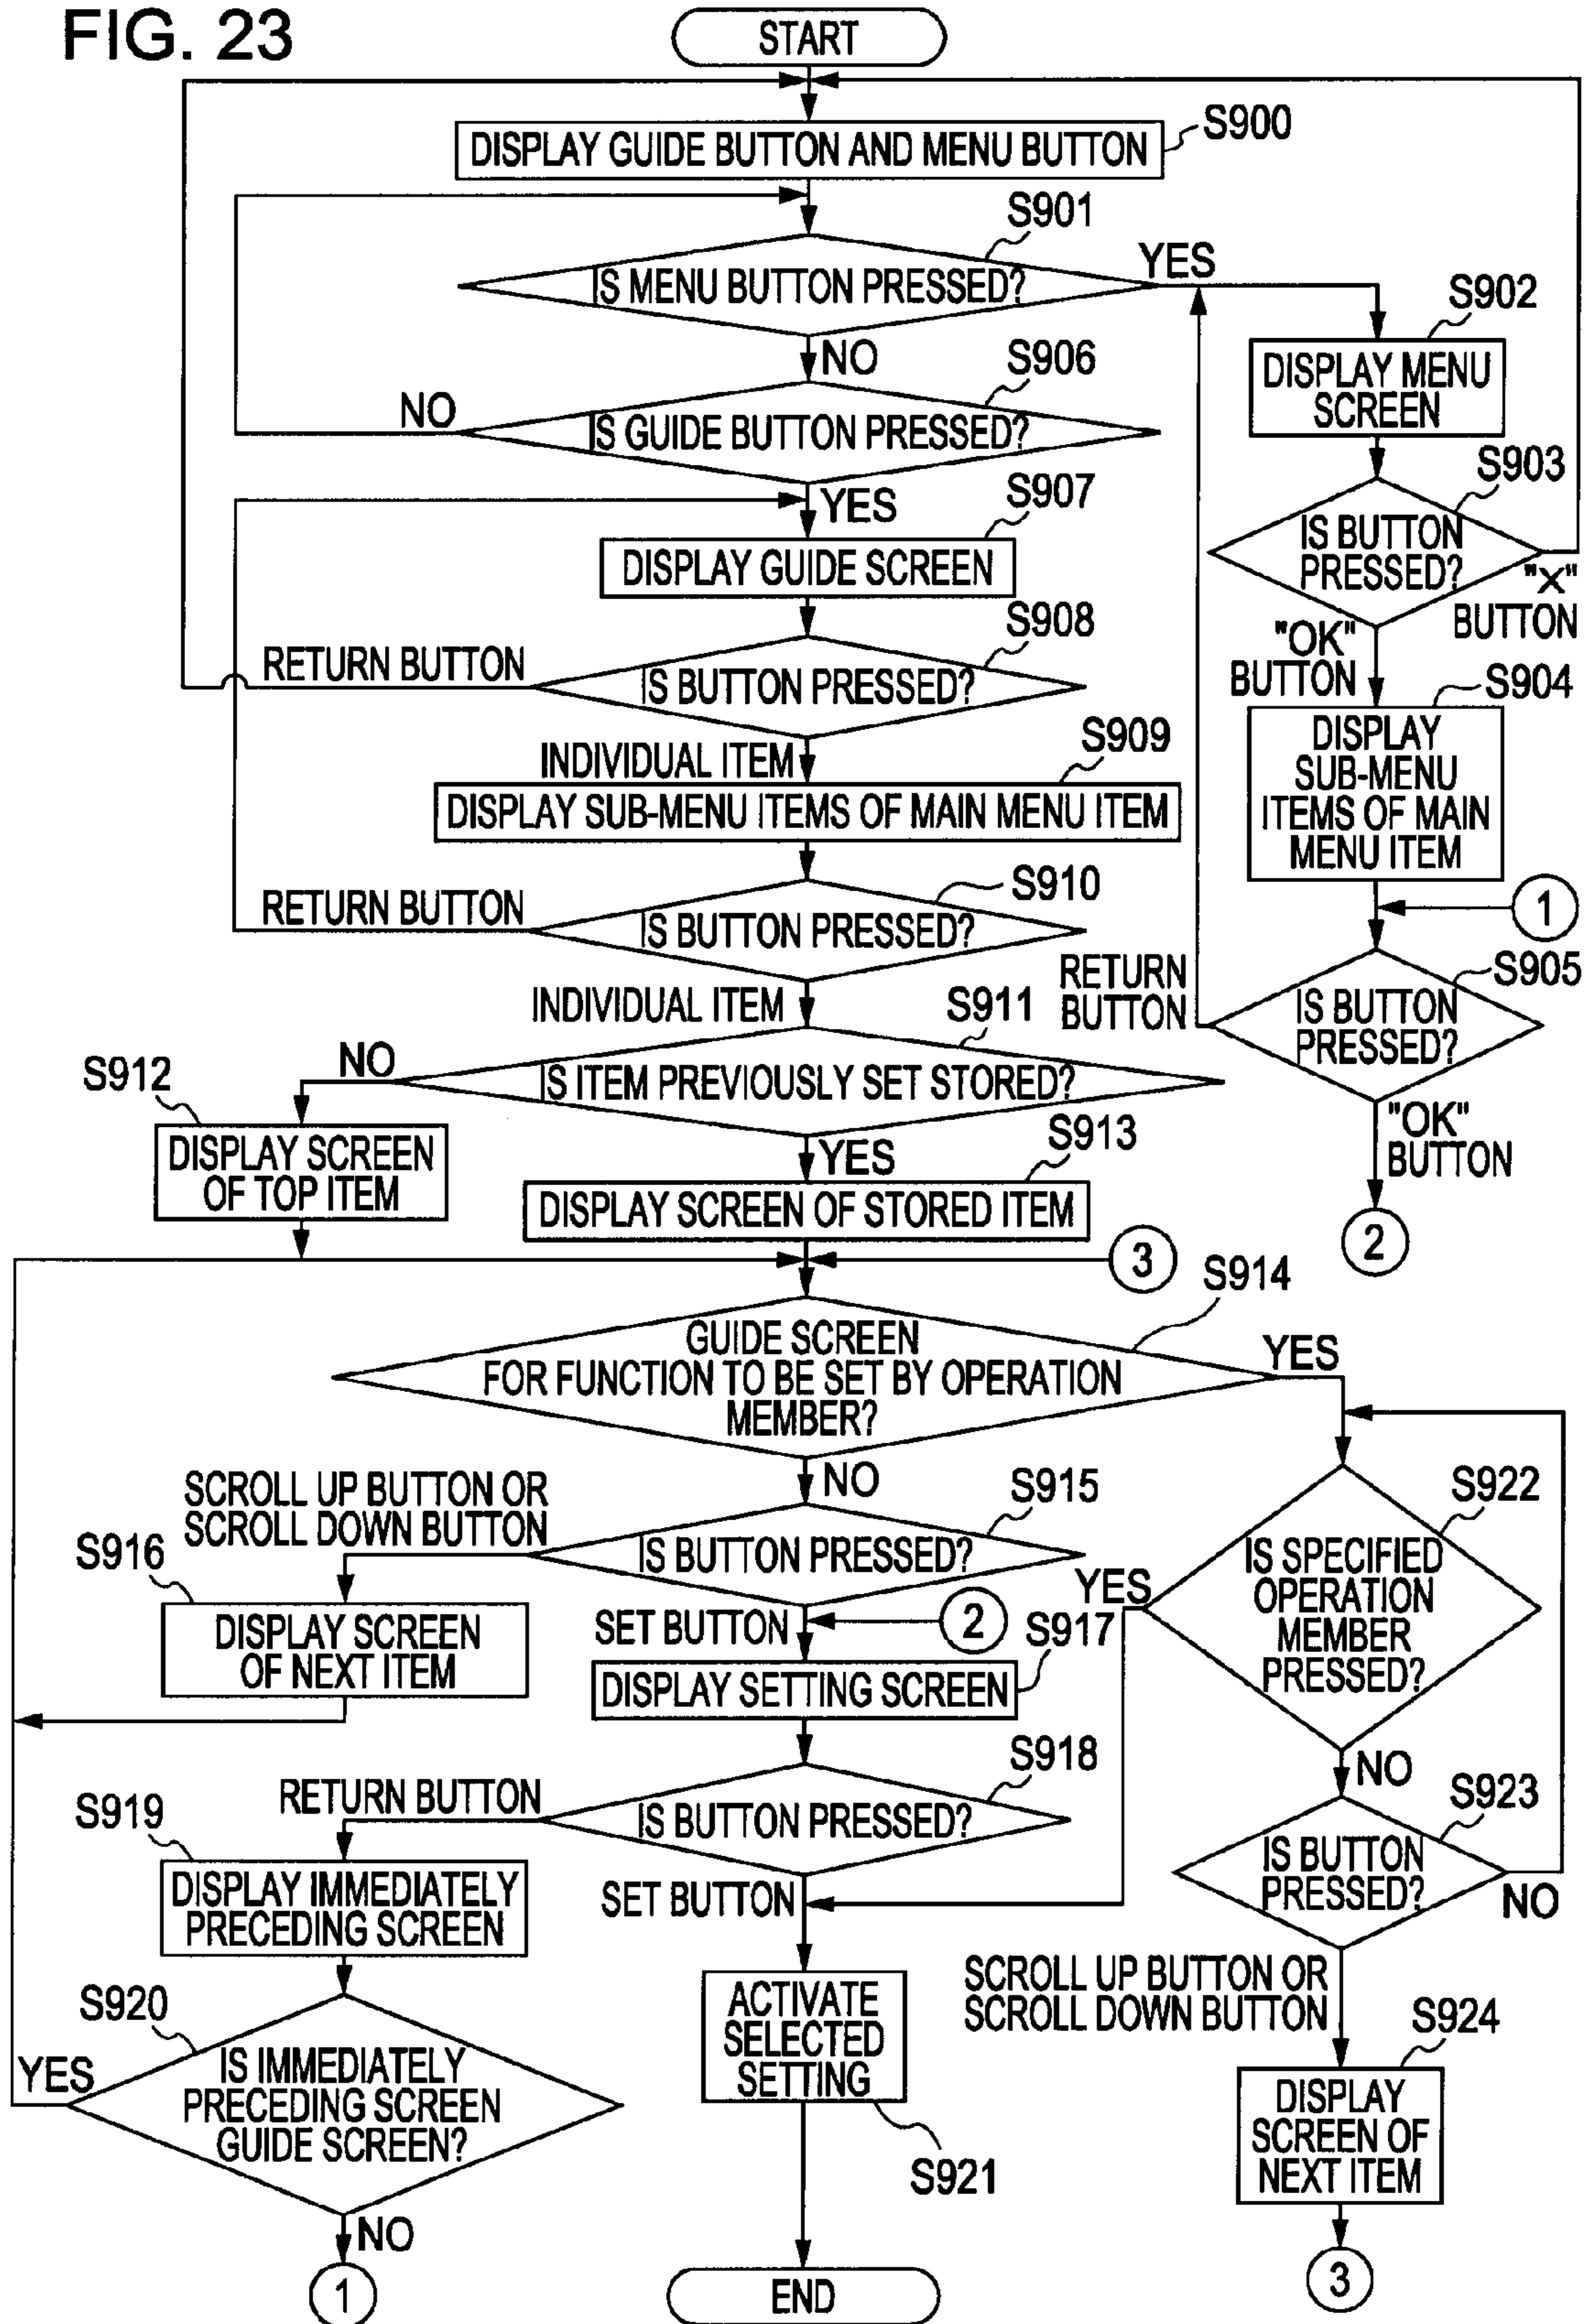 FIG. 23
START
S900
DISPLAY GUIDE BUTTON AND MENU BUTTON
S901
IS MENU BUTTON PRESSED?
YES
S902
DISPLAY MENU
SCREEN
NO
S906
IS GUIDE BUTTON PRESSED?
NO
S903
IS BUTTON
PRESSED?
"X"
BUTTON
YES
S907
DISPLAY GUIDE SCREEN
"OK"
BUTTON
S908
IS BUTTON PRESSED?
RETURN BUTTON
S904
DISPLAY
SUB-MENU
ITEMS OF MAIN
MENU ITEM
INDIVIDUAL ITEM
S909
DISPLAY SUB-MENU ITEMS OF MAIN MENU ITEM
S910
IS BUTTON PRESSED?
RETURN BUTTON
1
S905
IS BUTTON
PRESSED?
RETURN
BUTTON
INDIVIDUAL ITEM
S911
IS ITEM PREVIOUSLY SET STORED?
NO
S912
DISPLAY SCREEN
OF TOP ITEM
YES
S913
DISPLAY SCREEN OF STORED ITEM
"OK"
BUTTON
2
3
S914
GUIDE SCREEN
FOR FUNCTION TO BE SET BY OPERATION
MEMBER?
YES
NO
S915
IS BUTTON PRESSED?
SCROLL UP BUTTON OR
SCROLL DOWN BUTTON
S916
DISPLAY SCREEN
OF NEXT ITEM
S922
IS SPECIFIED
OPERATION
MEMBER
PRESSED?
YES
SET BUTTON
2
S917
DISPLAY SETTING SCREEN
S918
IS BUTTON PRESSED?
RETURN BUTTON
S919
DISPLAY IMMEDIATELY
PRECEDING SCREEN
NO
S923
IS BUTTON
PRESSED?
NO
SET BUTTON
S920
IS IMMEDIATELY
PRECEDING SCREEN
GUIDE SCREEN?
YES
ACTIVATE
SELECTED
SETTING
S921
SCROLL UP BUTTON OR
SCROLL DOWN BUTTON
S924
DISPLAY
SCREEN OF
NEXT ITEM
NO
1
END
3